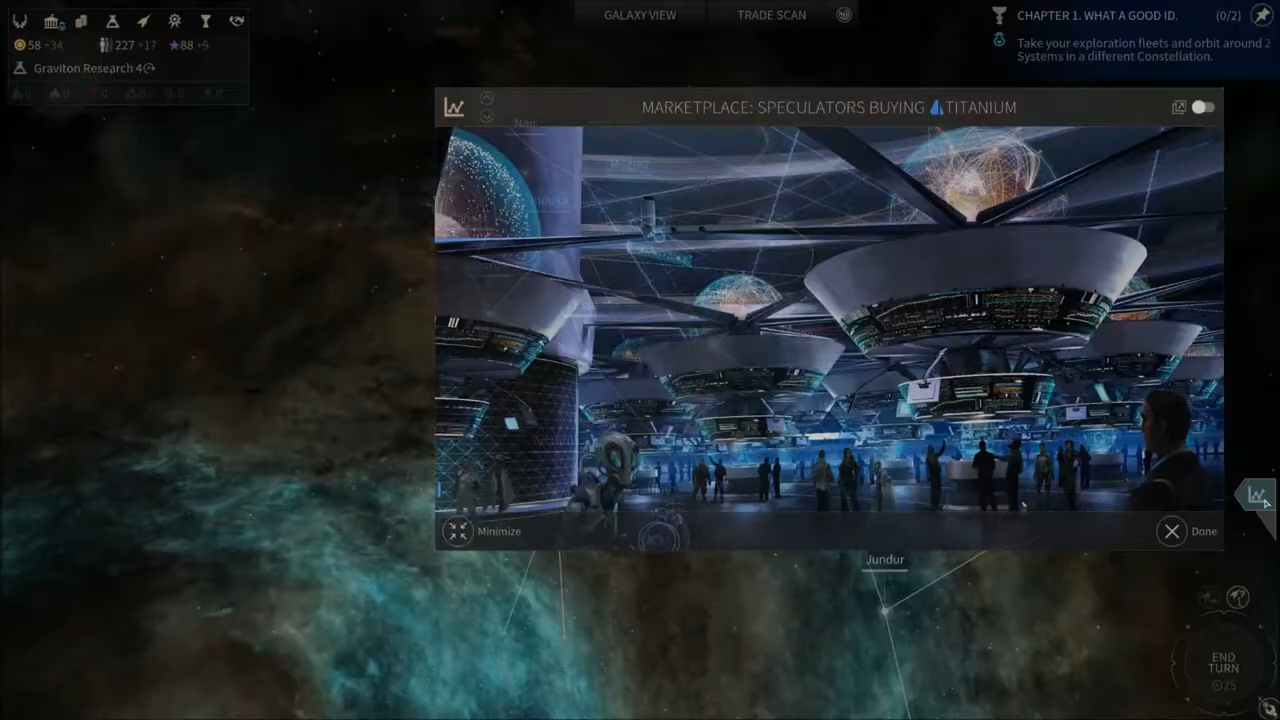 GALAXY VIEW
TRADE SCAN
CHAPTER 1. WHAT A GOOD ID.
(0/2)
58 +34
227 +17
88 +9
Take your exploration fleets and orbit around 2
Systems in a different Constellation.
Graviton Research 4
MARKETPLACE: SPECULATORS BUYING TITANIUM
Minimize
Done
Jundur
END
TURN
25